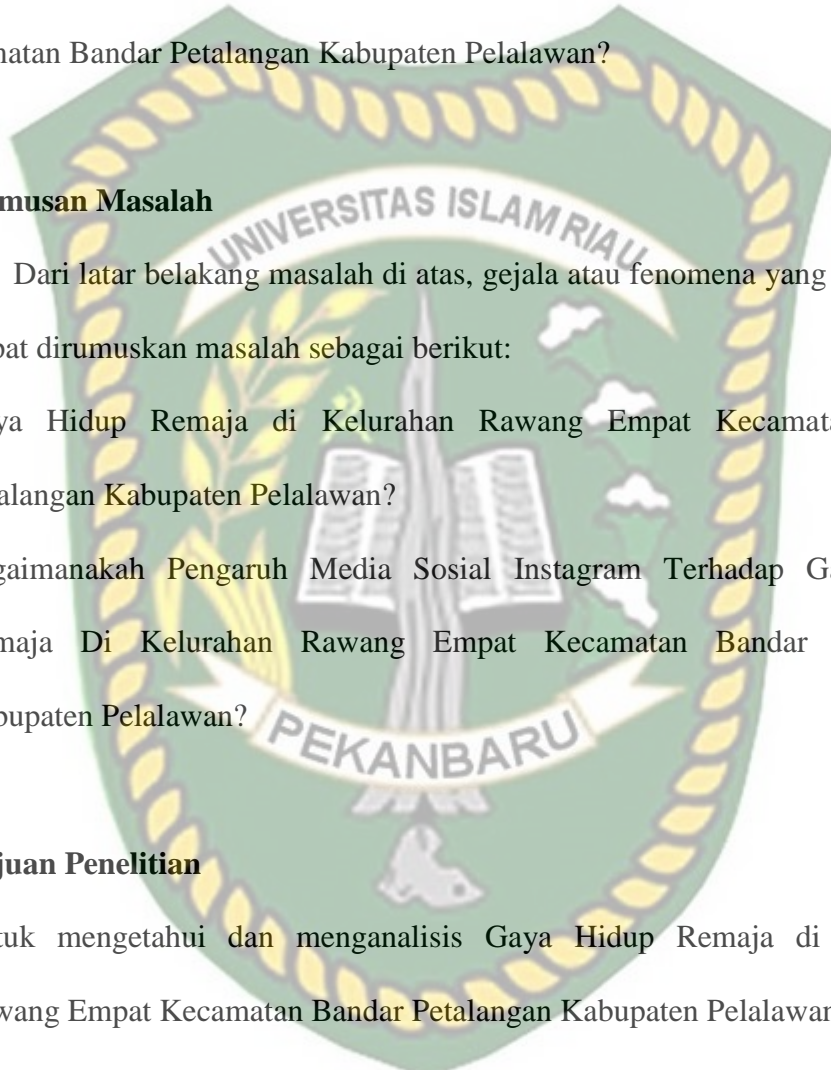 matan Bandar Petalangan Kabupaten Pelalawan?
musan Masalah
UNIVERSITAS ISLAM RIAU
Dari latar belakang masalah di atas, gejala atau fenomena yang
pat dirumuskan masalah sebagai berikut:
ya Hidup Remaja di Kelurahan Rawang Empat Kecamata
alangan Kabupaten Pelalawan?
gaimanakah Pengaruh Media Sosial Instagram Terhadap Ga
maja Di Kelurahan Rawang Empat Kecamatan Bandar
bupaten Pelalawan?
PEKANBARU
juan Penelitian
tuk mengetahui dan menganalisis Gaya Hidup Remaja di
wang Empat Kecamatan Bandar Petalangan Kabupaten Pelalawan